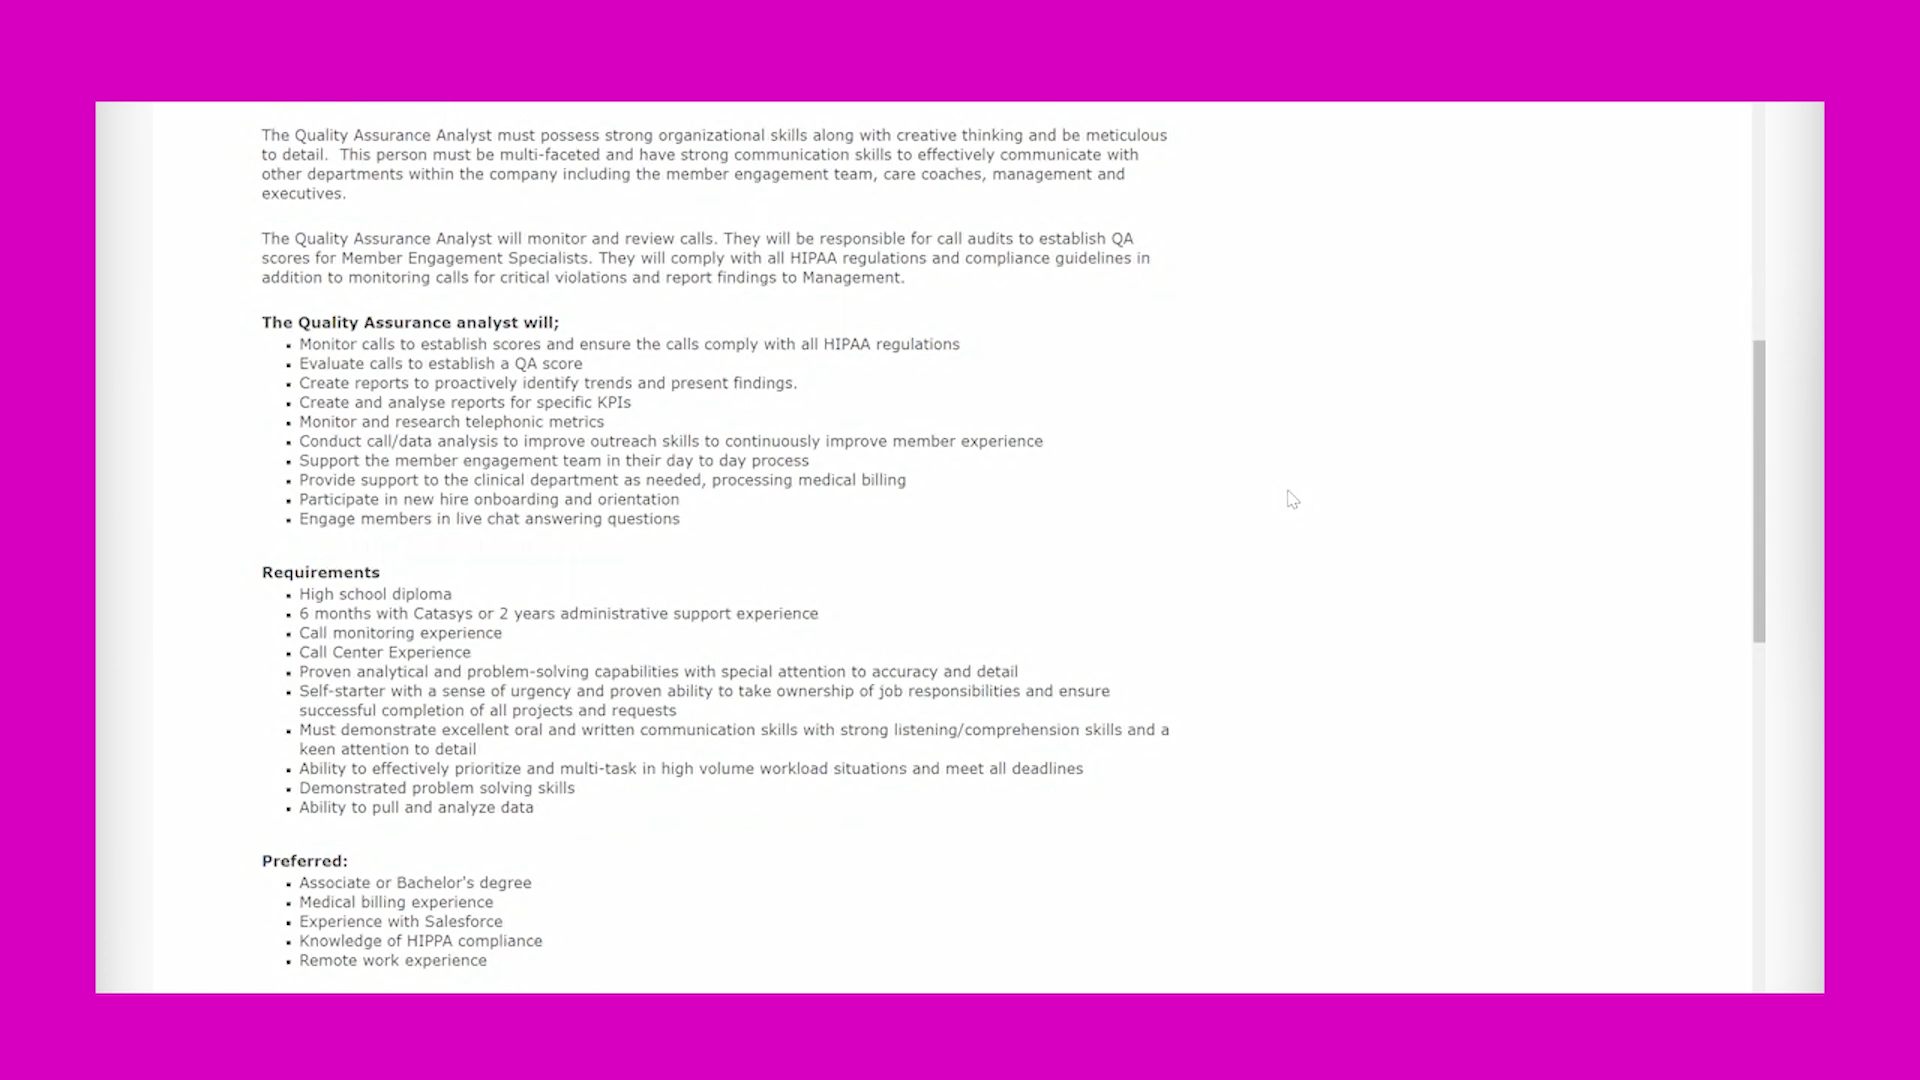 The Quality Assurance Analyst must possess strong organizational skills along with creative thinking and be meticulous
to detail.  This person must be multi-faceted and have strong communication skills to effectively communicate with
other departments within the company including the member engagement team, care coaches, management and
executives.
The Quality Assurance Analyst will monitor and review calls. They will be responsible for call audits to establish QA
scores for Member Engagement Specialists. They will comply with all HIPAA regulations and compliance guidelines in
addition to monitoring calls for critical violations and report findings to Management.
The Quality Assurance analyst will;
▪ Monitor calls to establish scores and ensure the calls comply with all HIPAA regulations
▪ Evaluate calls to establish a QA score
▪ Create reports to proactively identify trends and present findings.
▪ Create and analyse reports for specific KPIs
▪ Monitor and research telephonic metrics
▪ Conduct call/data analysis to improve outreach skills to continuously improve member experience
▪ Support the member engagement team in their day to day process
▪ Provide support to the clinical department as needed, processing medical billing
▪ Participate in new hire onboarding and orientation
▪ Engage members in live chat answering questions
Requirements
▪ High school diploma
▪ 6 months with Catasys or 2 years administrative support experience
▪ Call monitoring experience
▪ Call Center Experience
▪ Proven analytical and problem-solving capabilities with special attention to accuracy and detail
▪ Self-starter with a sense of urgency and proven ability to take ownership of job responsibilities and ensure
successful completion of all projects and requests
▪ Must demonstrate excellent oral and written communication skills with strong listening/comprehension skills and a
keen attention to detail
▪ Ability to effectively prioritize and multi-task in high volume workload situations and meet all deadlines
▪ Demonstrated problem solving skills
▪ Ability to pull and analyze data
Preferred:
▪ Associate or Bachelor's degree
▪ Medical billing experience
▪ Experience with Salesforce
▪ Knowledge of HIPPA compliance
▪ Remote work experience